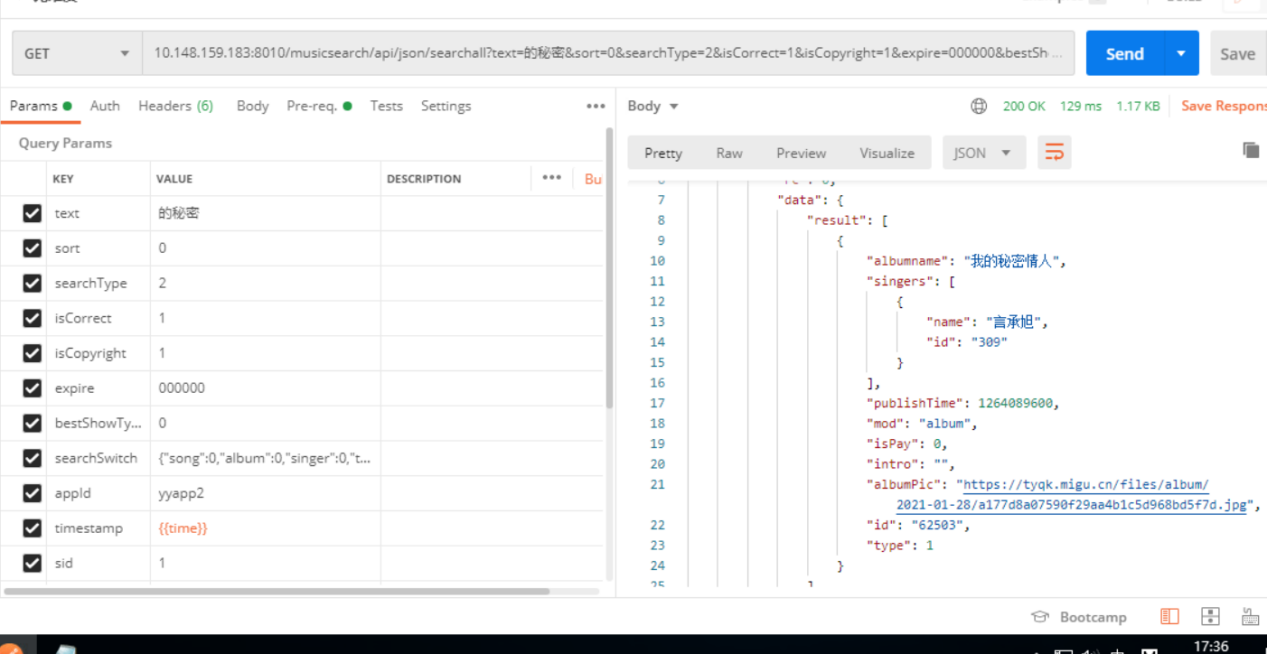 GET 10.148.159.183:8010/musicsearch/api/json/searchall?text=的秘密&sort=0&searchType=2&isCorrect=1&isCopyright=1&expire=000000&bestSh... Send Save
Params Auth Headers (6) Body Pre-req. Tests Settings ••• Body 200 OK 129 ms 1.17 KB Save Respons
Query Params Pretty Raw Preview Visualize JSON
KEY VALUE DESCRIPTION ••• Bu
text 的秘密
sort 0
searchType 2
isCorrect 1
isCopyright 1
expire 000000
bestShowTy... 0
searchSwitch {"song":0,"album":0,"singer":0,"t...
appId yyapp2
timestamp {{time}}
sid 1
7 "data": {
8 "result": [
9 {
10 "albumname": "我的秘密情人",
11 "singers": [
12 {
13 "name": "言承旭",
14 "id": "309"
15 }
16 ],
17 "publishTime": 1264089600,
18 "mod": "album",
19 "isPay": 0,
20 "intro": "",
21 "albumPic": "https://tyqk.migu.cn/files/album/
2021-01-28/a177d8a07590f29aa4b1c5d968bd5f7d.jpg",
22 "id": "62503",
23 "type": 1
24 }
25 ]
Bootcamp
17:36